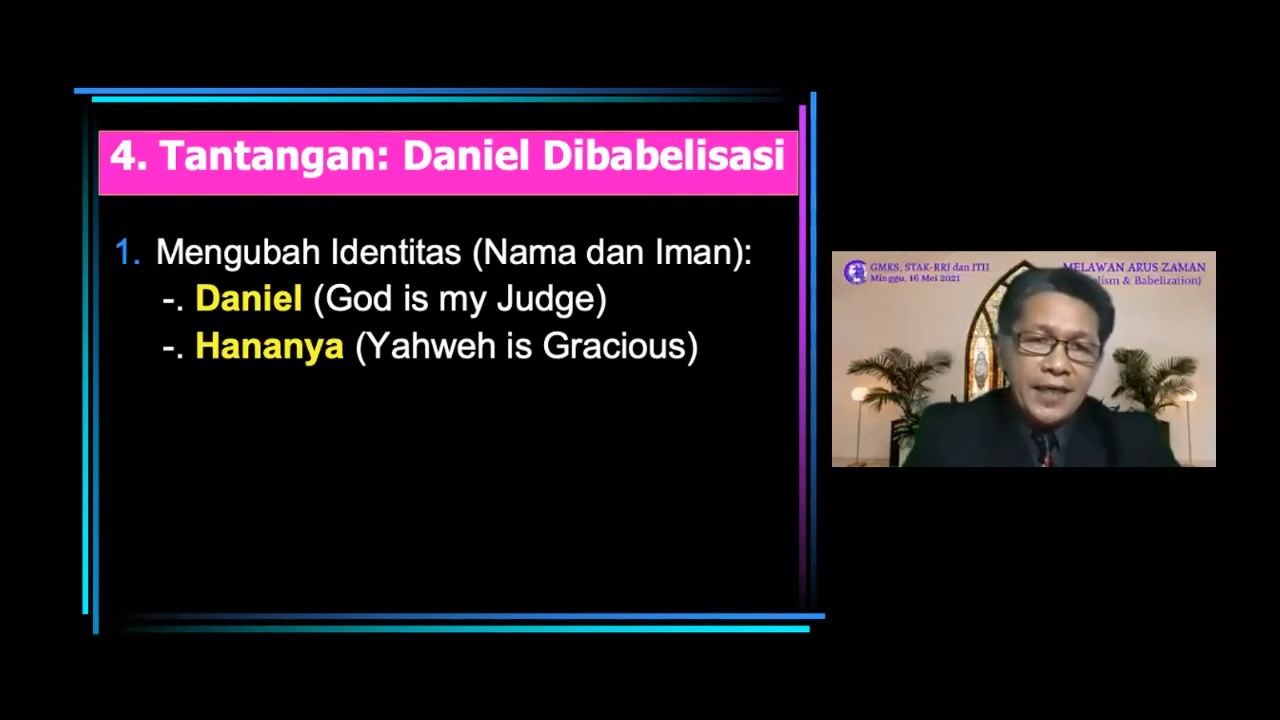 4. Tantangan: Daniel Dibabelisasi
1. Mengubah Identitas (Nama dan Iman):
-. Daniel (God is my Judge)
-. Hananya (Yahweh is Gracious)
GMKS, STAK-RRI dan ITII
Minggu, 16 Mei 2021
MELAWAN ARUS ZAMAN
& Babelization)